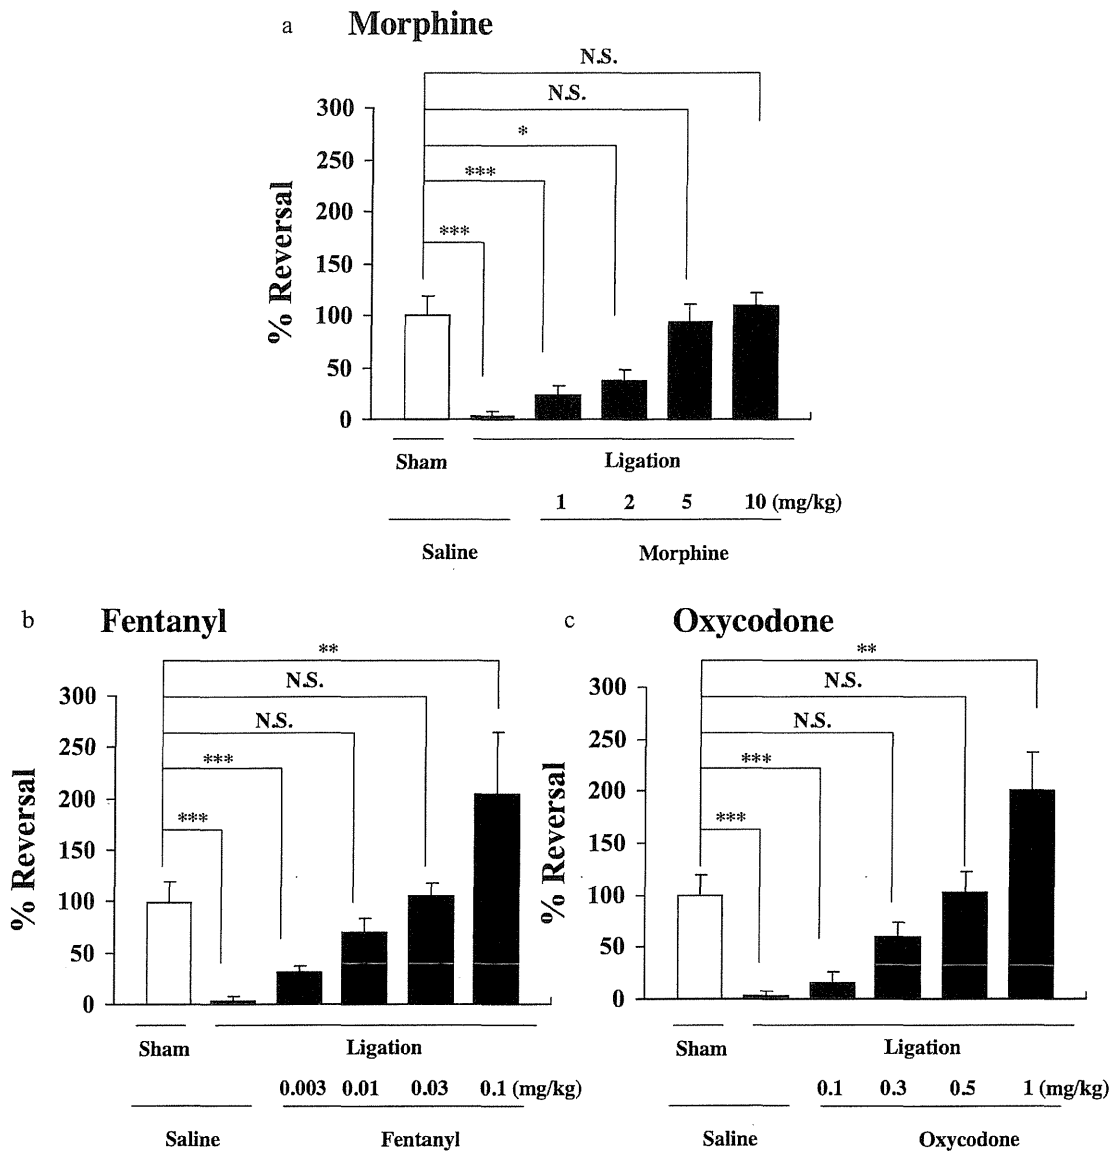 a Morphine
N.S.
N.S.
*
***
***
300
250
200
150
100
50
0
% Reversal
Sham Ligation
1 2 5 10 (mg/kg)
Saline Morphine
b Fentanyl
**
N.S.
N.S.
***
***
300
250
200
150
100
50
0
% Reversal
Sham Ligation
0.003 0.01 0.03 0.1 (mg/kg)
Saline Fentanyl
c Oxycodone
**
N.S.
N.S.
***
***
300
250
200
150
100
50
0
% Reversal
Sham Ligation
0.1 0.3 0.5 1 (mg/kg)
Saline Oxycodone